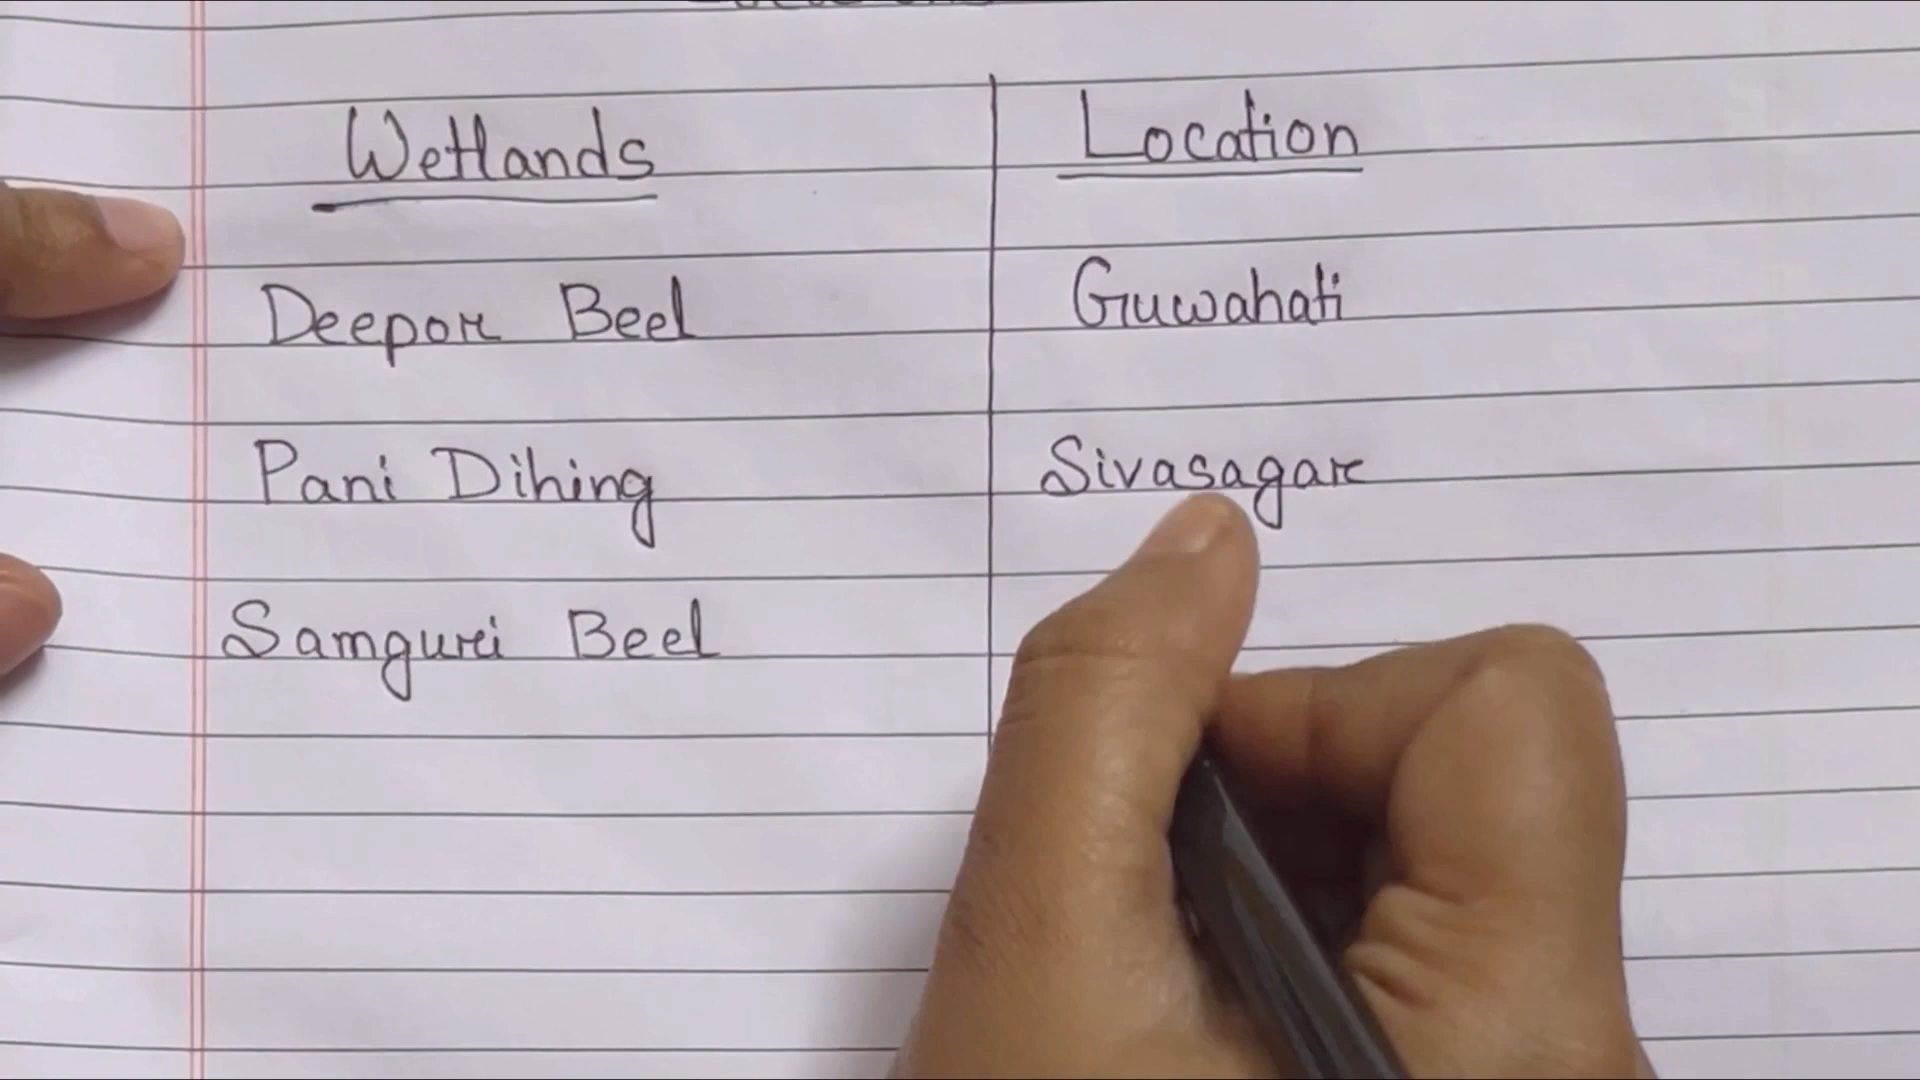 Wetlands Location
Deepor Beel Guwahati
Pani Dihing Sivasagar
Samguri Beel